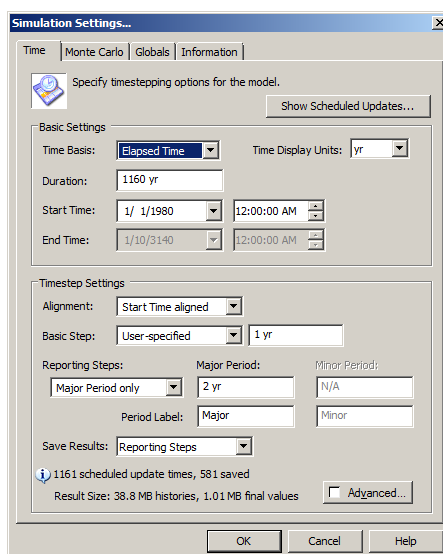 Simulation Settings...
Time Monte Carlo Globals Information
Specify timestepping options for the model.
Show Scheduled Updates...
Basic Settings
Time Basis: Elapsed Time Time Display Units: yr
Duration: 1160 yr
Start Time: 1/ 1/1980 12:00:00 AM
End Time: 1/10/3140 12:00:00 AM
Timestep Settings
Alignment: Start Time aligned
Basic Step: User-specified 1 yr
Reporting Steps: Major Period: Minor Period:
Major Period only 2 yr N/A
Period Label: Major Minor
Save Results: Reporting Steps
1161 scheduled update times, 581 saved
Result Size: 38.8 MB histories, 1.01 MB final values Advanced...
OK Cancel Help